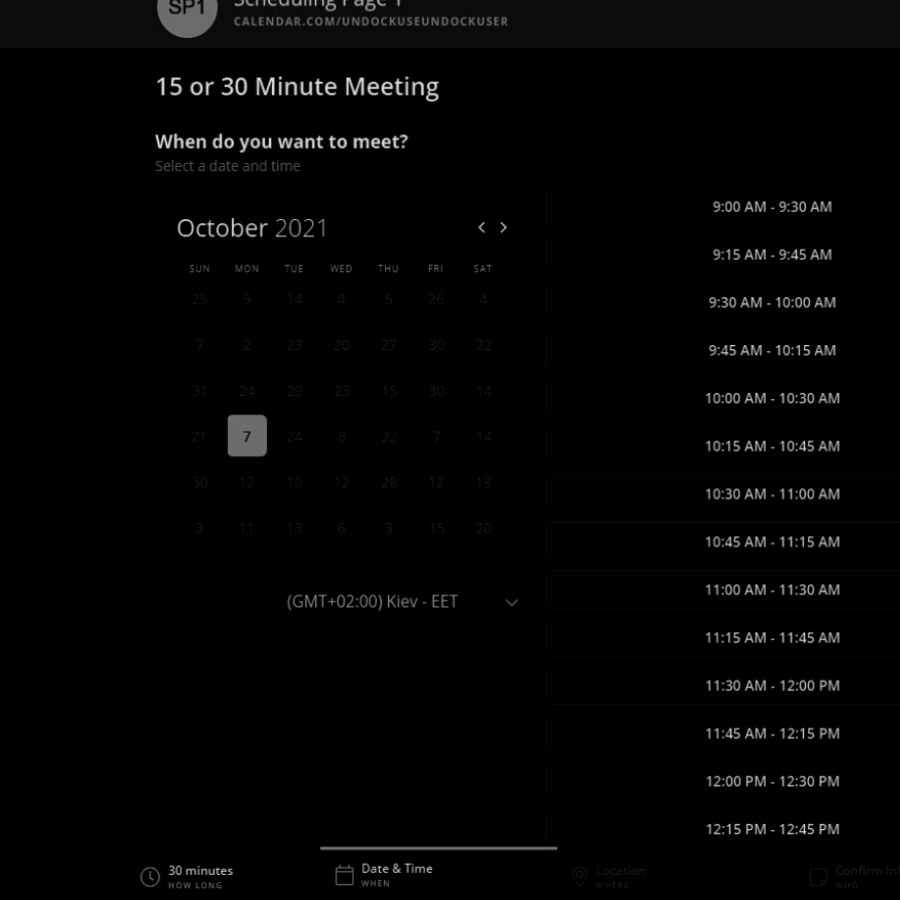 SP1
Scheduling Page 1
CALENDAR.COM/UNDOCKUSEUNDOCKUSER
15 or 30 Minute Meeting
When do you want to meet?
Select a date and time
October 2021
SUN MON TUE WED THU FRI SAT
25 9 14 4 5 26 4
7 2 23 20 27 30 22
31 24 29 23 15 30 14
21 7 24 8 22 7 14
30 12 10 12 28 12 19
3 11 13 6 3 15 20
(GMT+02:00) Kiev - EET
9:00 AM - 9:30 AM
9:15 AM - 9:45 AM
9:30 AM - 10:00 AM
9:45 AM - 10:15 AM
10:00 AM - 10:30 AM
10:15 AM - 10:45 AM
10:30 AM - 11:00 AM
10:45 AM - 11:15 AM
11:00 AM - 11:30 AM
11:15 AM - 11:45 AM
11:30 AM - 12:00 PM
11:45 AM - 12:15 PM
12:00 PM - 12:30 PM
12:15 PM - 12:45 PM
30 minutes
HOW LONG
Date & Time
WHEN
Location
WHERE
Confirm
WHO